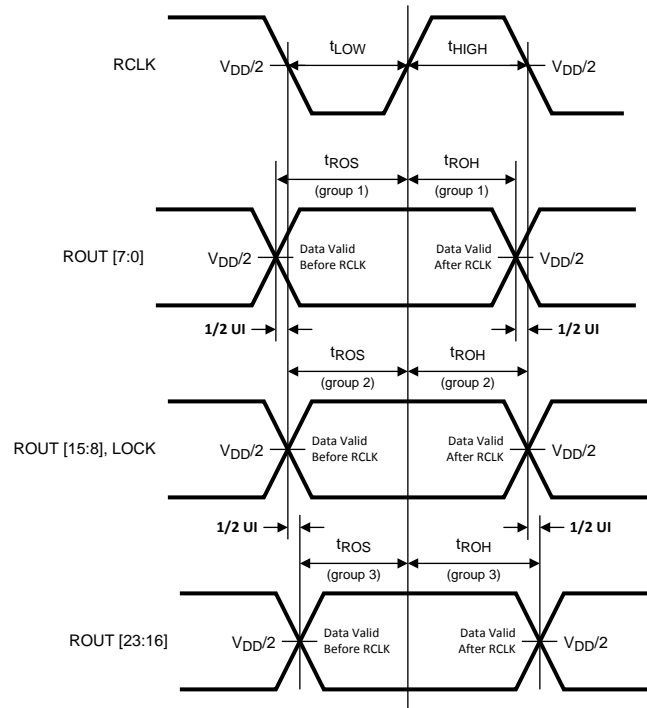 RCLK
VDD/2
tLOW
tHIGH
VDD/2
tROS
(group 1)
tROH
(group 1)
ROUT [7:0]
VDD/2
Data Valid
Before RCLK
Data Valid
After RCLK
VDD/2
1/2 UI
1/2 UI
tROS
(group 2)
tROH
(group 2)
ROUT [15:8], LOCK
VDD/2
Data Valid
Before RCLK
Data Valid
After RCLK
VDD/2
1/2 UI
1/2 UI
tROS
(group 3)
tROH
(group 3)
ROUT [23:16]
VDD/2
Data Valid
Before RCLK
Data Valid
After RCLK
VDD/2